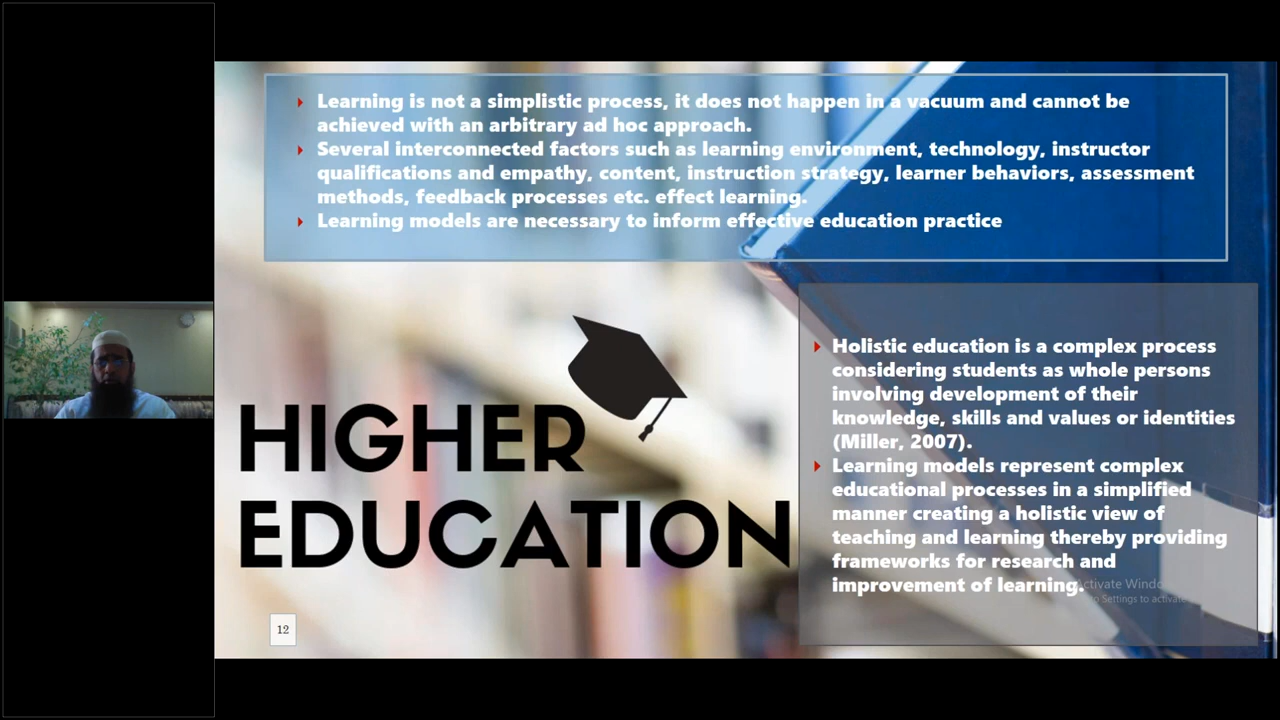 Learning is not a simplistic process, it does not happen in a vacuum and cannot be
achieved with an arbitrary ad hoc approach.
Several interconnected factors such as learning environment, technology, instructor
qualifications and empathy, content, instruction strategy, learner behaviors, assessment
methods, feedback processes etc. effect learning.
Learning models are necessary to inform effective education practice
HIGHER
EDUCATION
Holistic education is a complex process
considering students as whole persons
involving development of their
knowledge, skills and values or identities
(Miller, 2007).
Learning models represent complex
educational processes in a simplified
manner creating a holistic view of
teaching and learning thereby providing
frameworks for research and
improvement of learning.
Activate
to Settings to activate
12